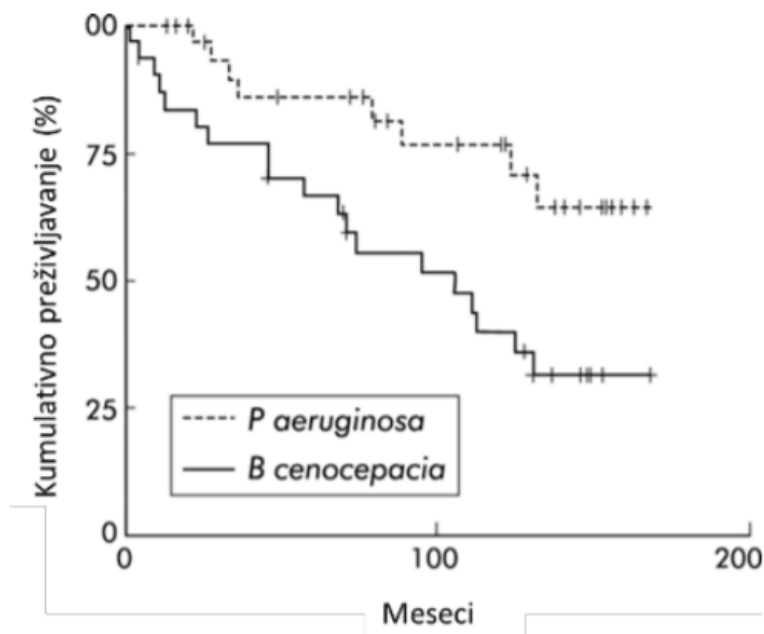 Kumulativno preživljavanje (%)
00
75
50
25
0
P aeruginosa
B cenocepacia
0
100
200
Meseci